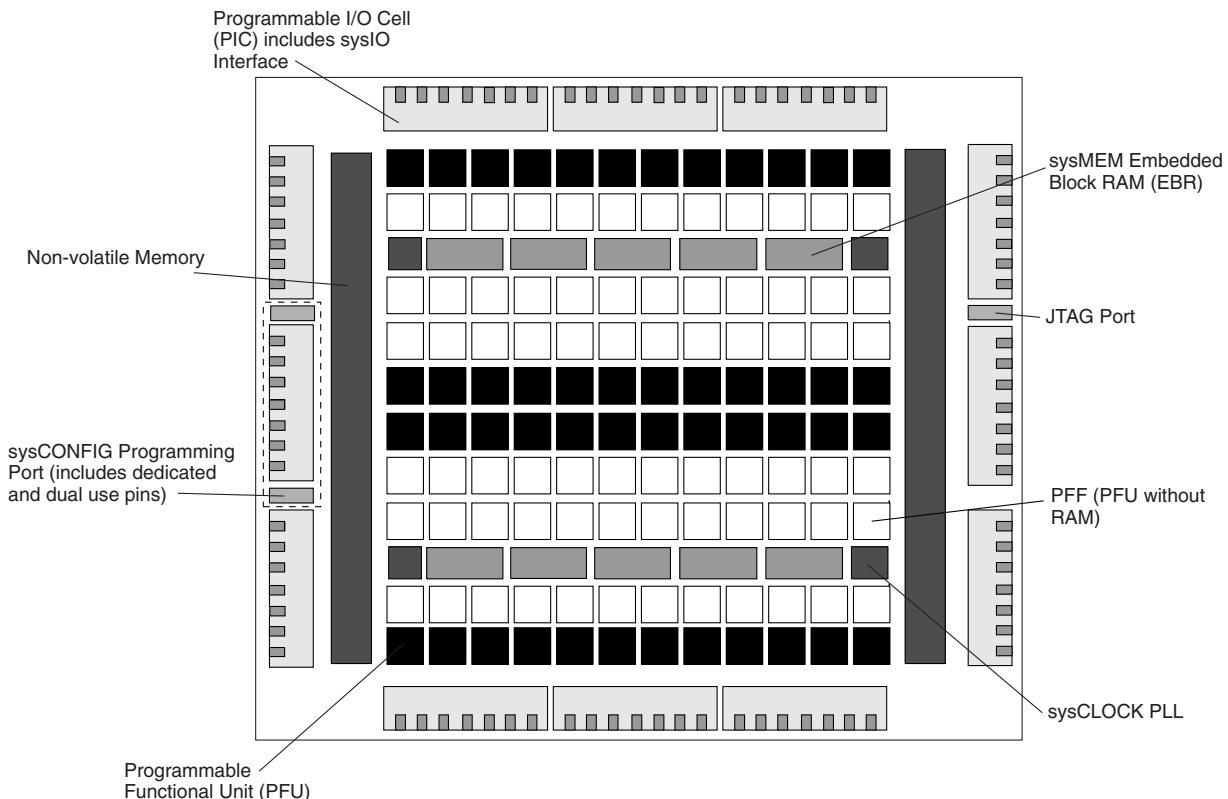 Programmable I/O Cell
(PIC) includes sysIO
Interface
sysMEM Embedded
Block RAM (EBR)
Non-volatile Memory
JTAG Port
sysCONFIG Programming
Port (includes dedicated
and dual use pins)
PFF (PFU without
RAM)
sysCLOCK PLL
Programmable
Functional Unit (PFU)